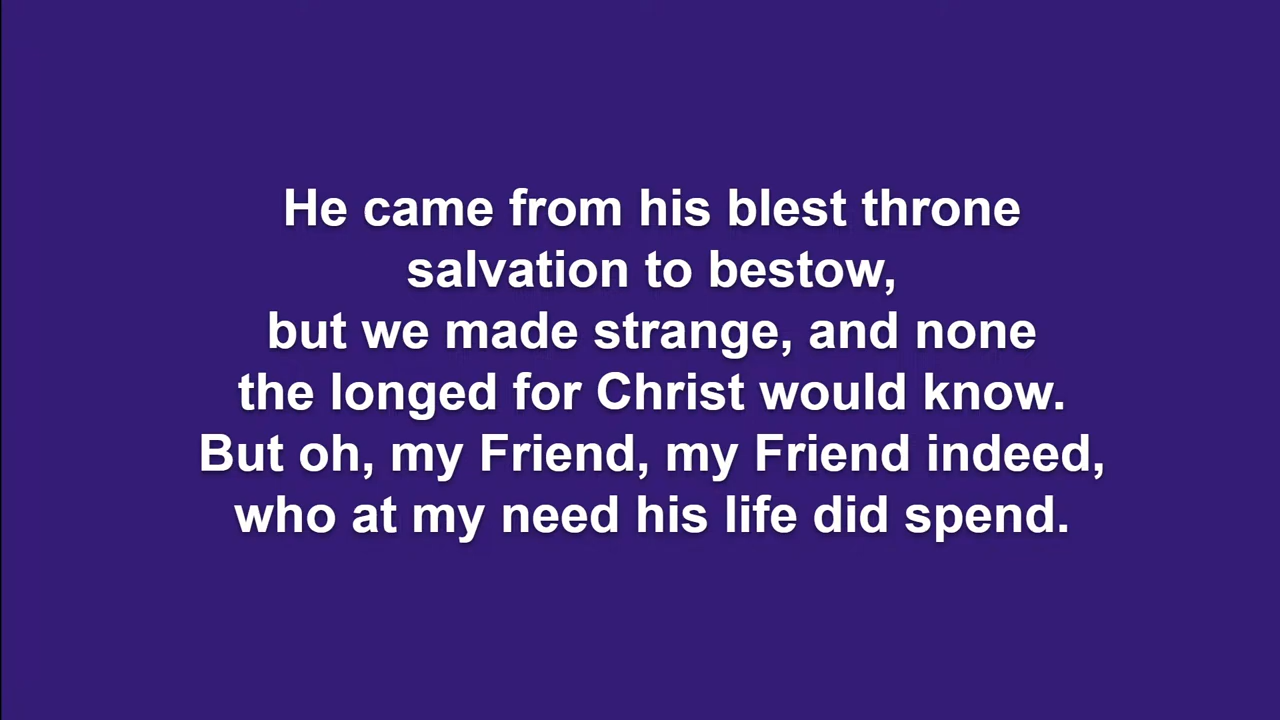 He came from his blest throne
salvation to bestow,
but we made strange, and none
the longed for Christ would know.
But oh, my Friend, my Friend indeed,
who at my need his life did spend.